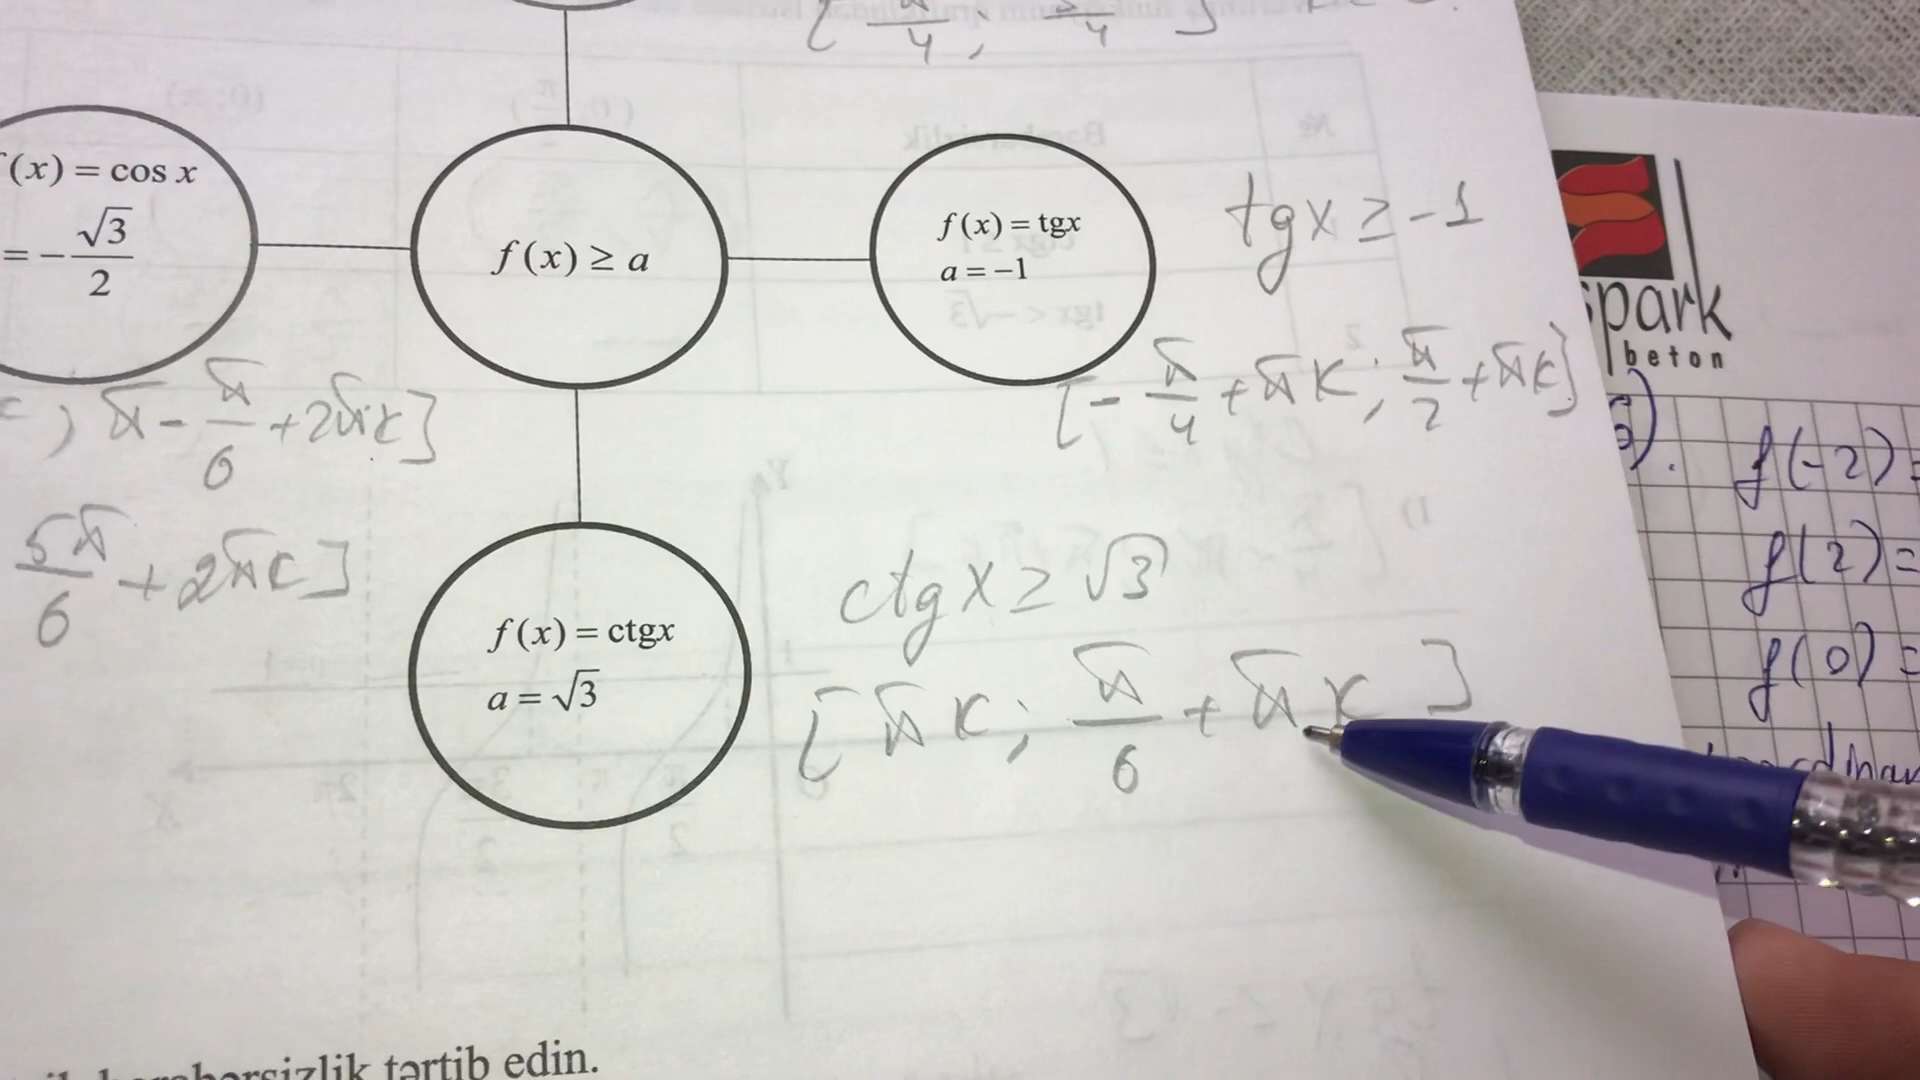 (x) = cos x
= -√3/2
f(x) ≥ a
f(x) = tgx
a = -1
tgx ≥ -1
[-π/4 + πK; π/2 + πK]
π - π/6 + 2πK]
5π/6 + 2πK]
f(x) = ctgx
a = √3
ctgx ≥ √3
[πK; π/6 + πK]
tərtib edin.
spark
beton
f(-2) =
f(2) =
f(0) =